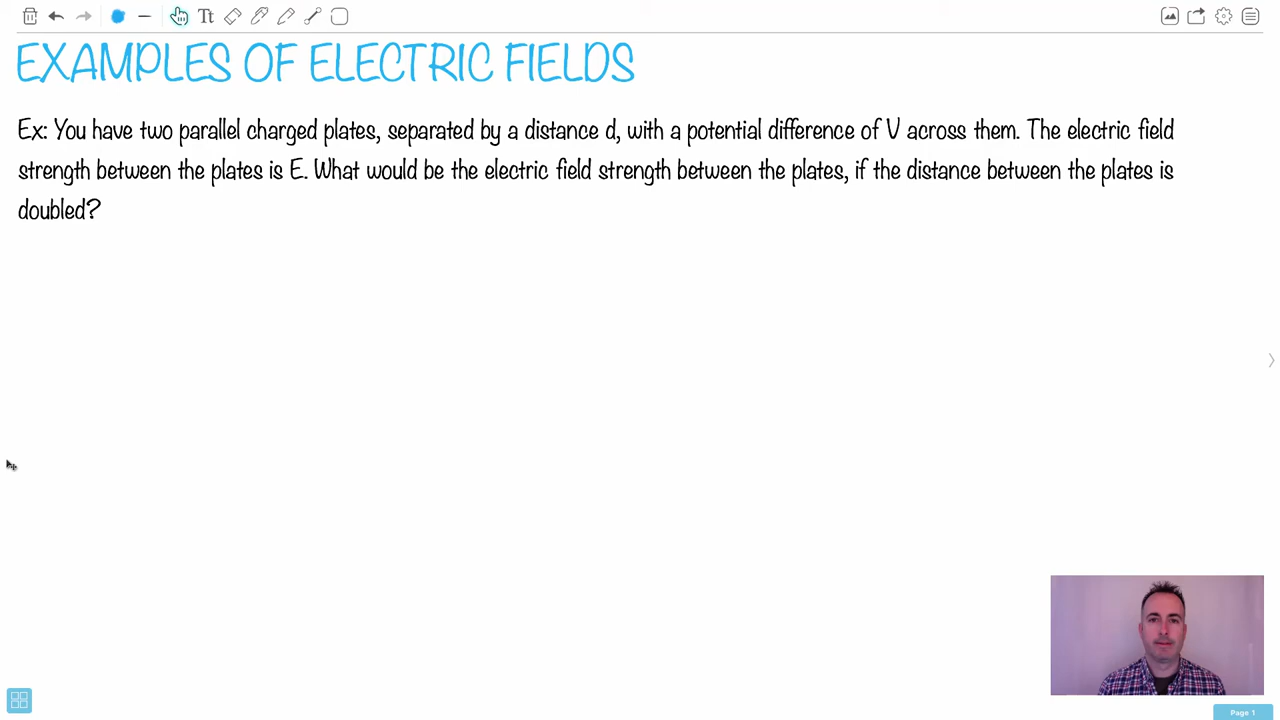 Tt
EXAMPLES OF ELECTRIC FIELDS
Ex: You have two parallel charged plates, separated by a distance d, with a potential difference of V across them. The electric field
strength between the plates is E. What would be the electric field strength between the plates, if the distance between the plates is
doubled?
Page 1